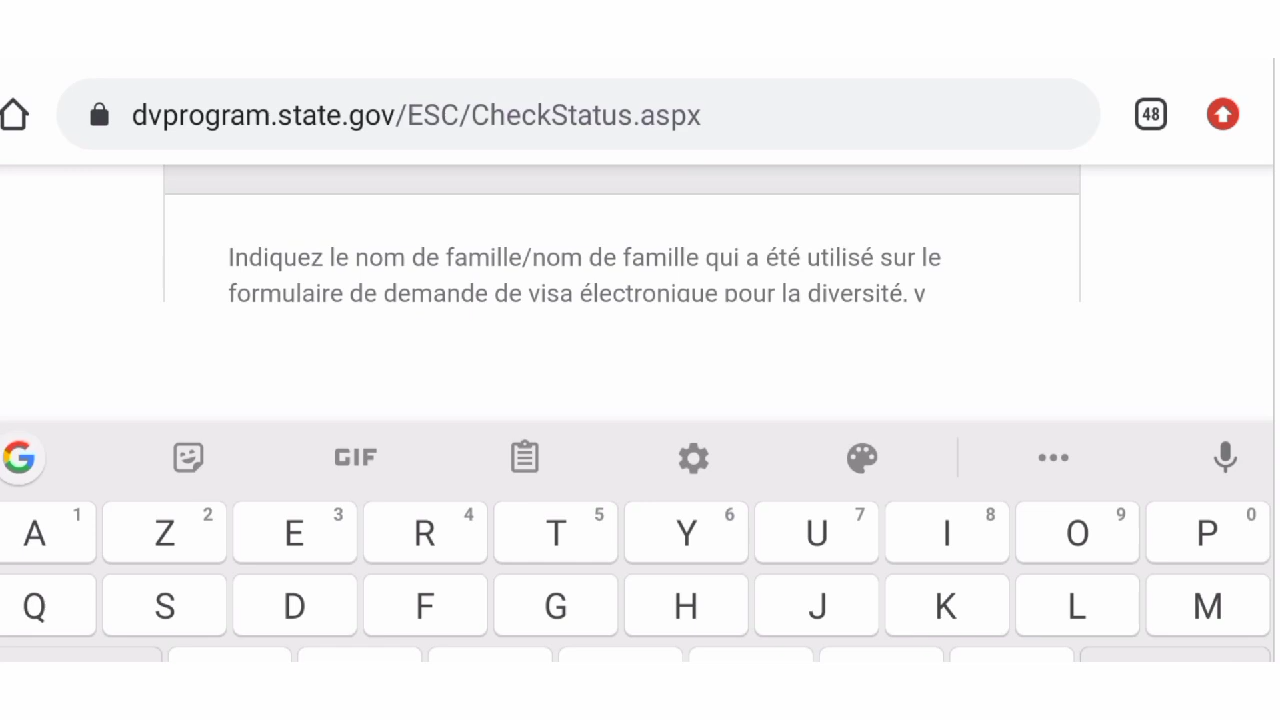 dvprogram.state.gov/ESC/CheckStatus.aspx
48
Indiquez le nom de famille/nom de famille qui a été utilisé sur le
formulaire de demande de visa électronique pour la diversité, y
G GIF
1 2 3 4 5 6 7 8 9 0
A Z E R T Y U I O P
Q S D F G H J K L M